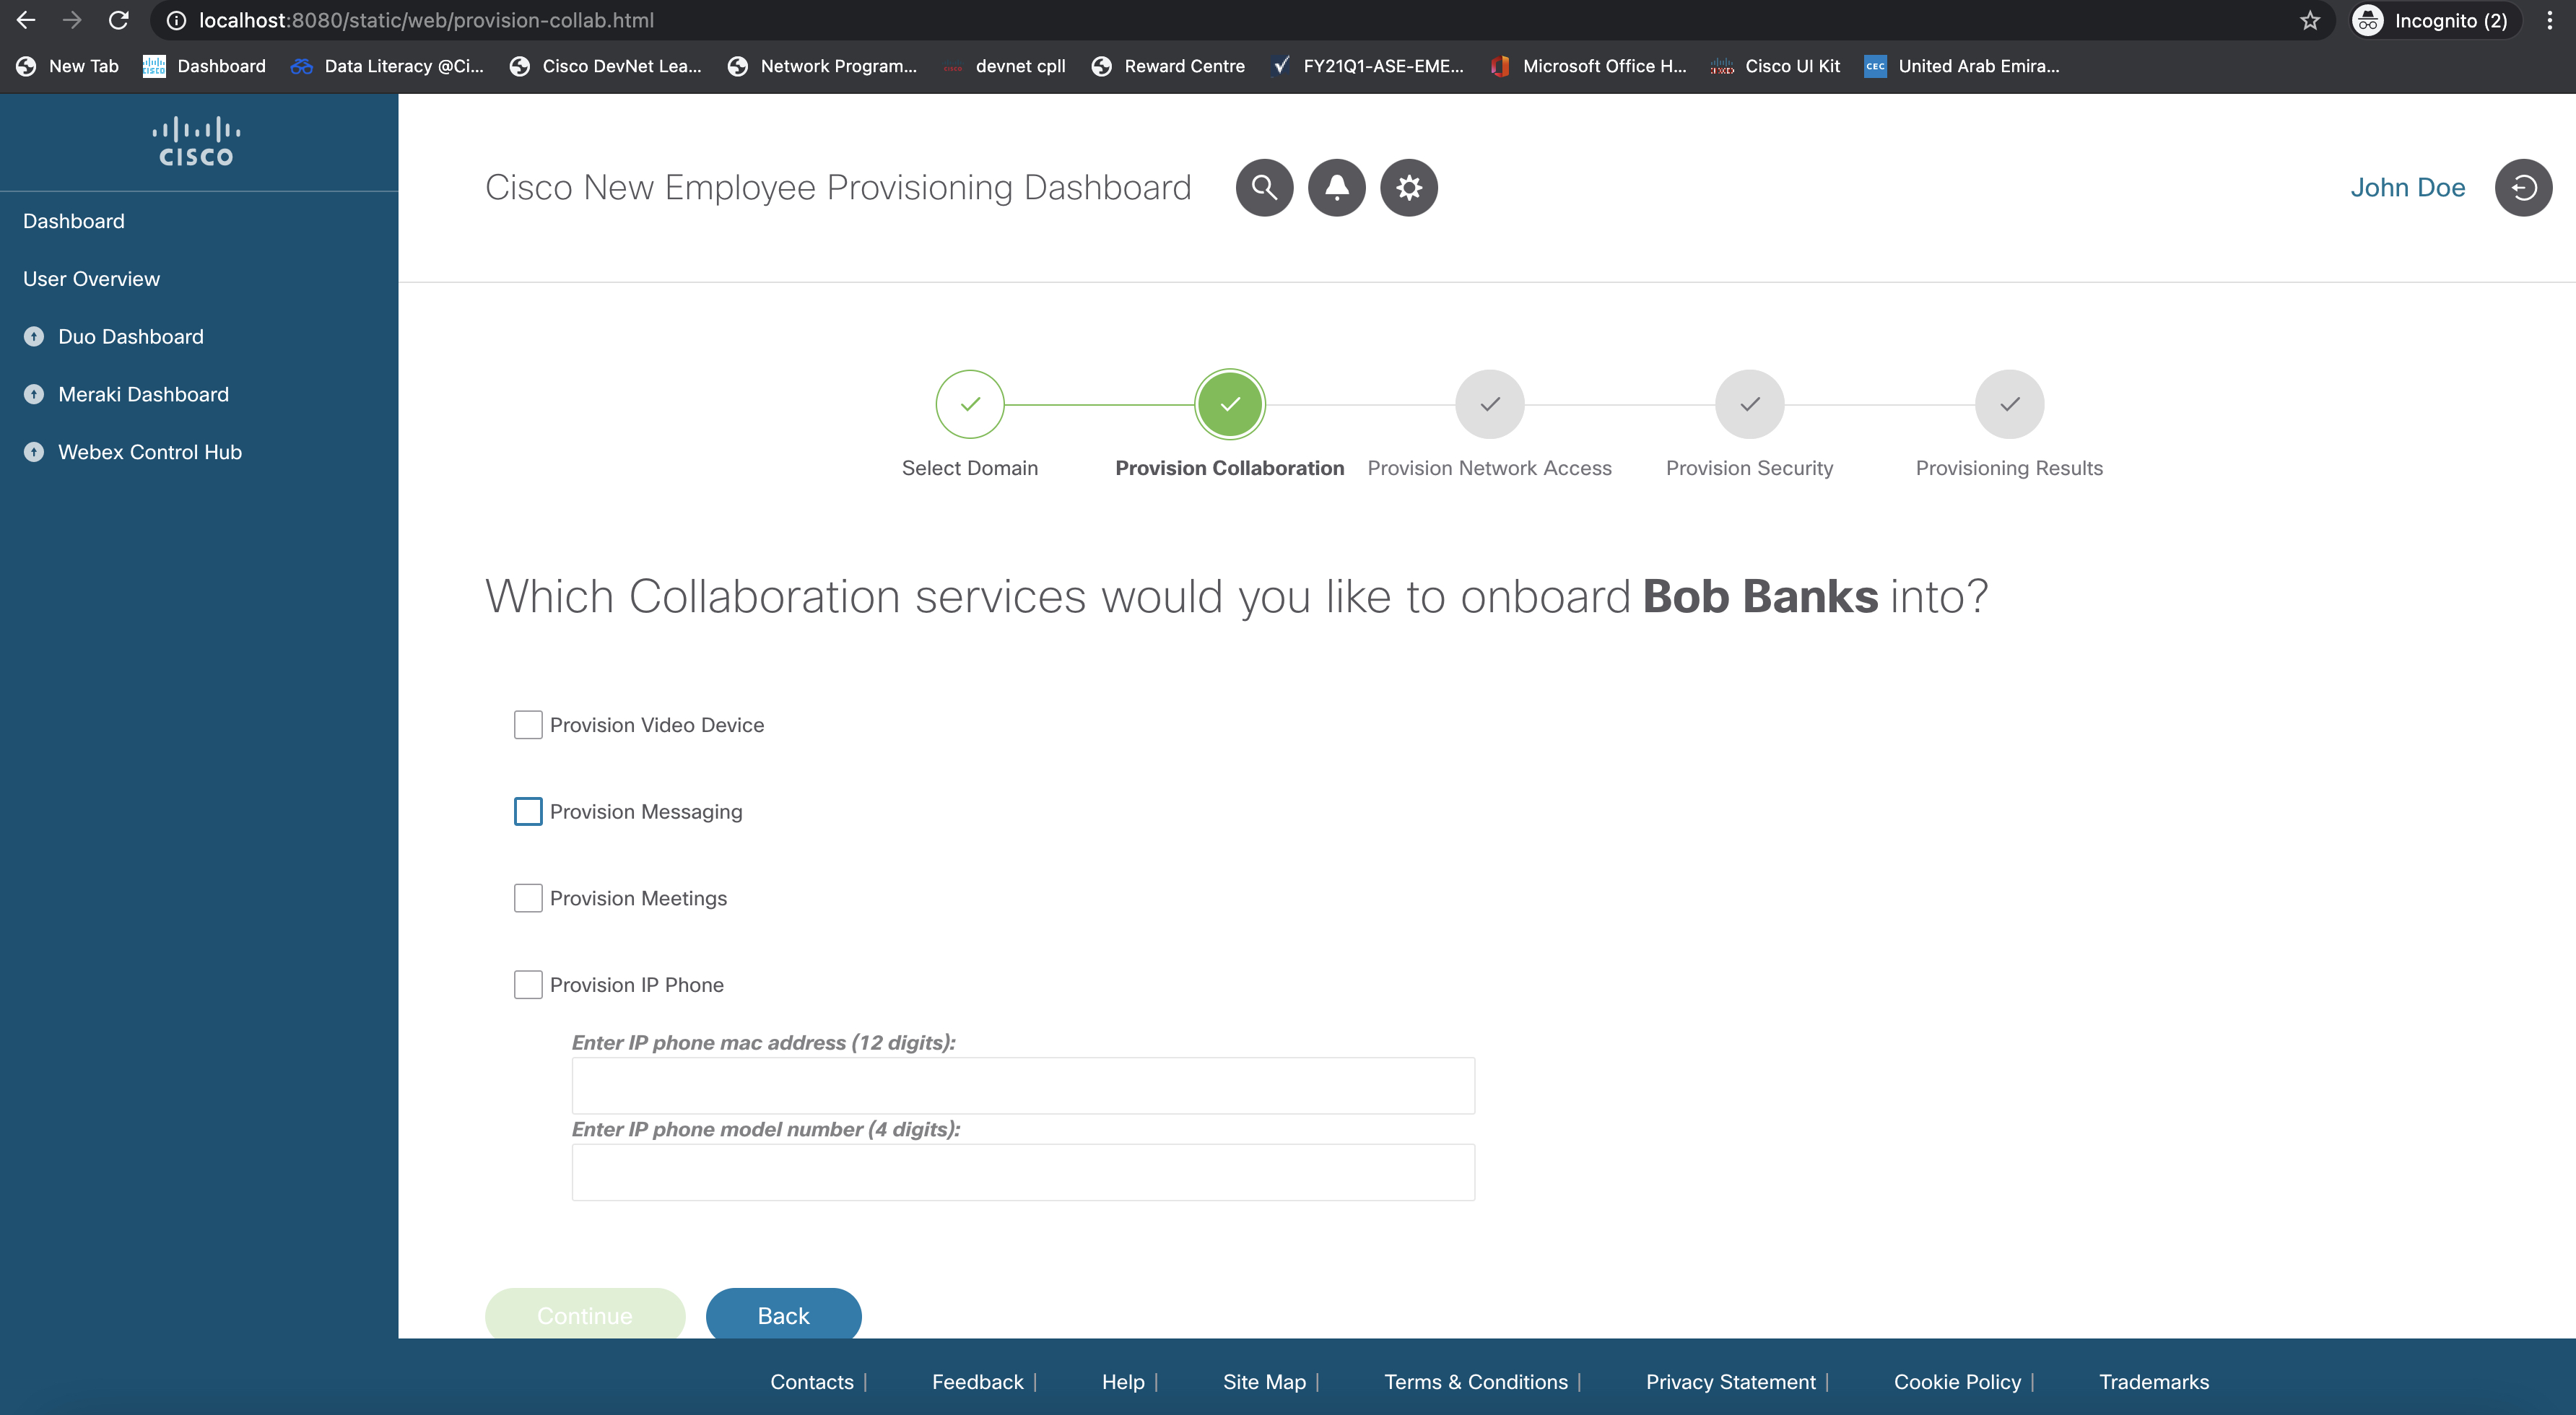 localhost:8080/static/web/provision-collab.html
Incognito (2)
New Tab
Dashboard
Data Literacy @Ci...
Cisco DevNet Lea...
Network Program...
devnet cpll
Reward Centre
FY21Q1-ASE-EME...
Microsoft Office H...
Cisco UI Kit
CEC
United Arab Emira...
CISCO
Dashboard
User Overview
Duo Dashboard
Meraki Dashboard
Webex Control Hub
Cisco New Employee Provisioning Dashboard
John Doe
Select Domain
Provision Collaboration
Provision Network Access
Provision Security
Provisioning Results
Which Collaboration services would you like to onboard Bob Banks into?
Provision Video Device
Provision Messaging
Provision Meetings
Provision IP Phone
Enter IP phone mac address (12 digits):
Enter IP phone model number (4 digits):
Continue
Back
Contacts |
Feedback |
Help |
Site Map |
Terms & Conditions |
Privacy Statement |
Cookie Policy |
Trademarks